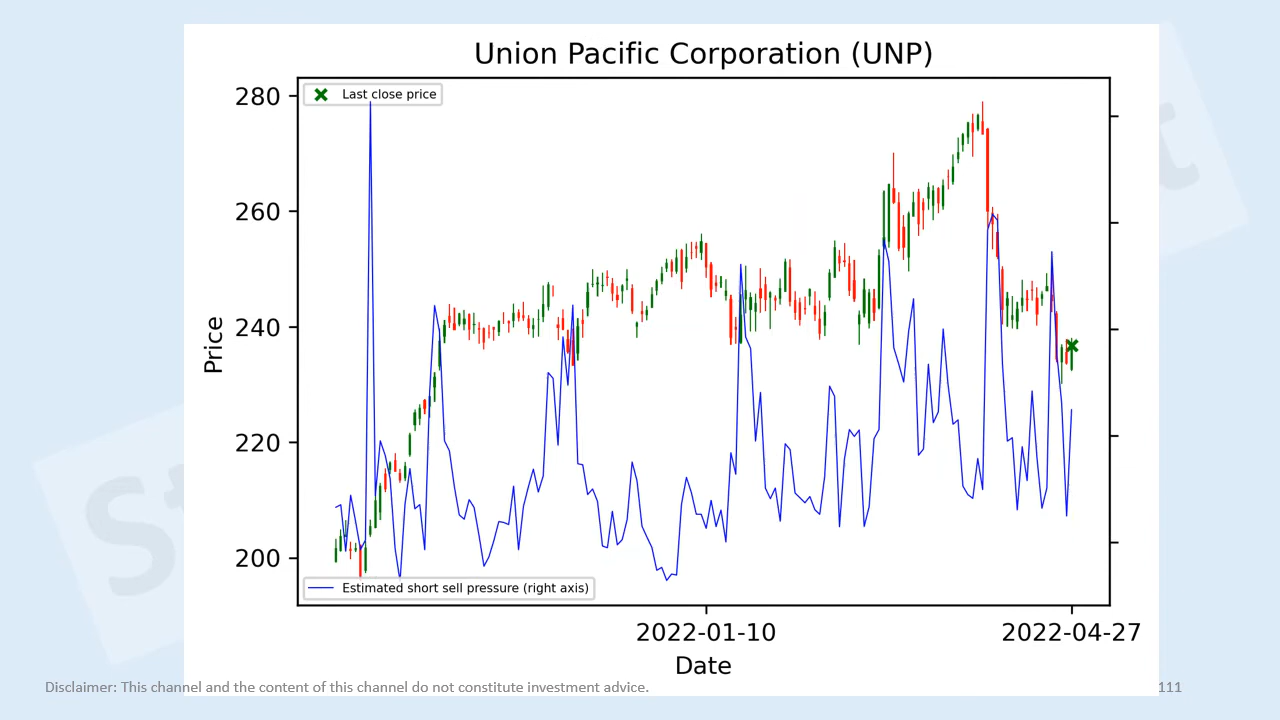 Union Pacific Corporation (UNP)
Last close price
280
260
240
220
200
Price
Estimated short sell pressure (right axis)
2022-01-10
2022-04-27
Date
Disclaimer: This channel and the content of this channel do not constitute investment advice.
111